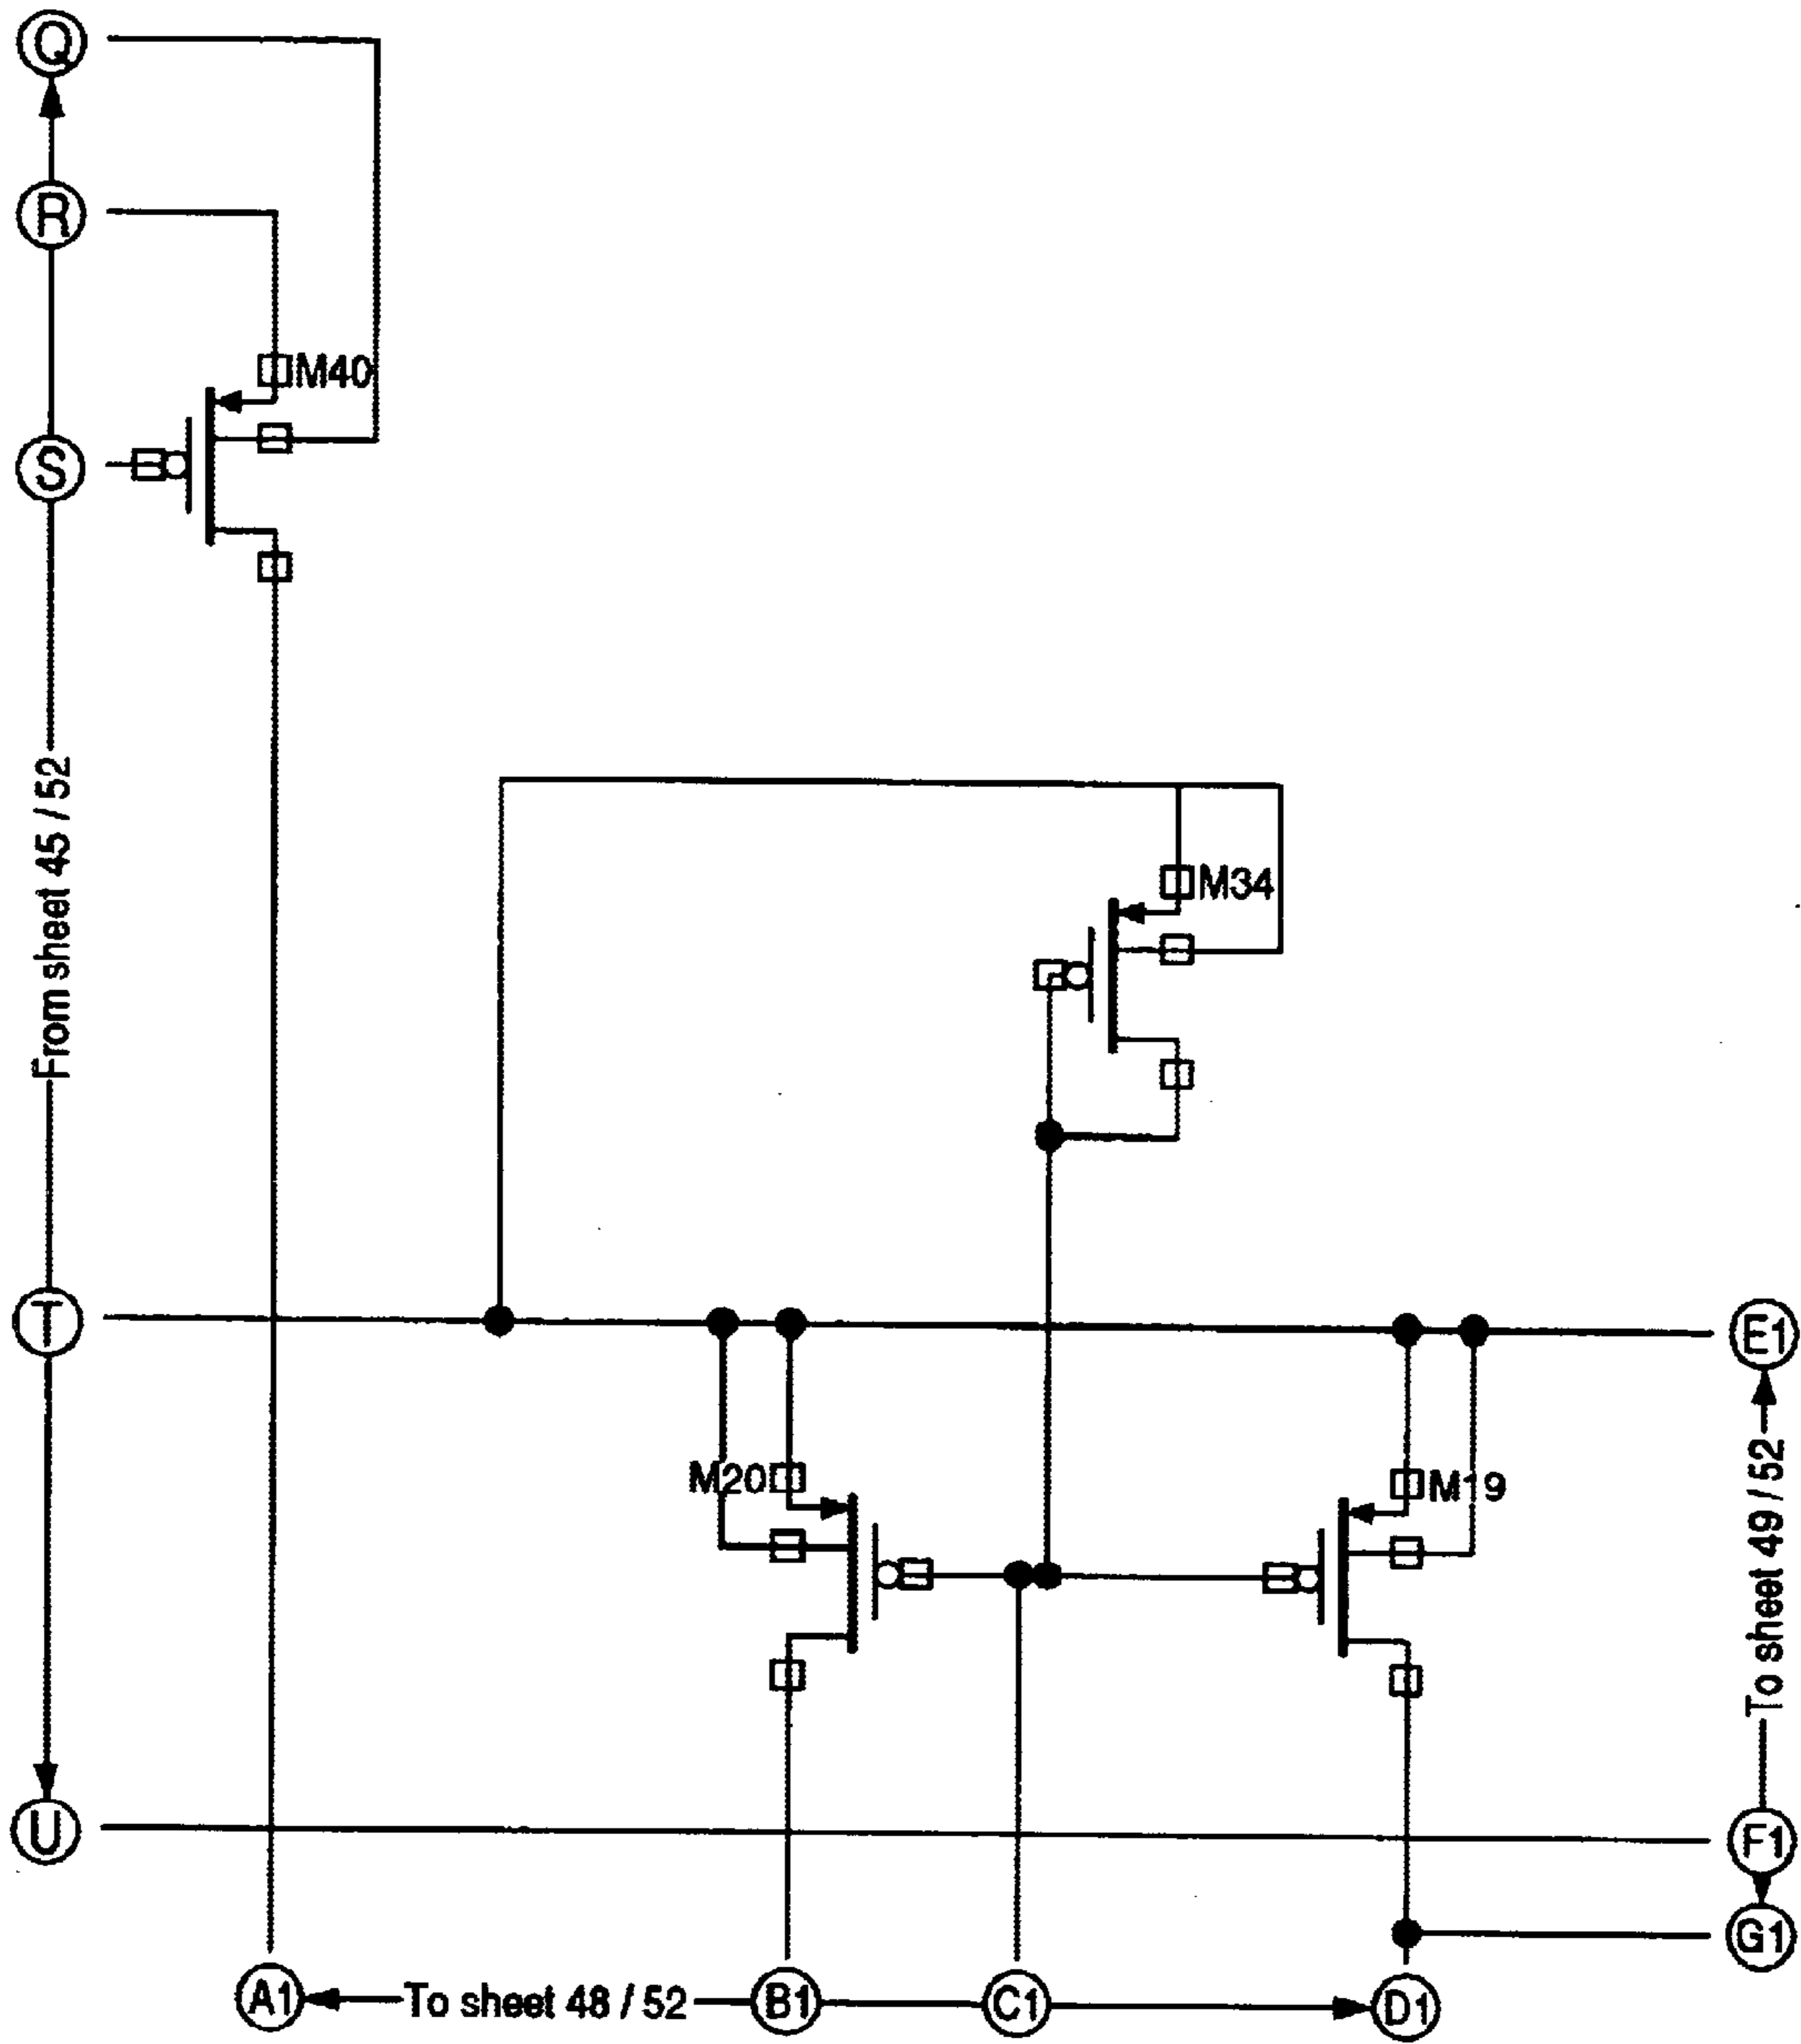 Q
R
M40
S
From sheet 45 / 52
M34
T
E1
M20
M19
To sheet 49 / 52
U
F1
G1
A1
To sheet 48 / 52
B1
C1
D1